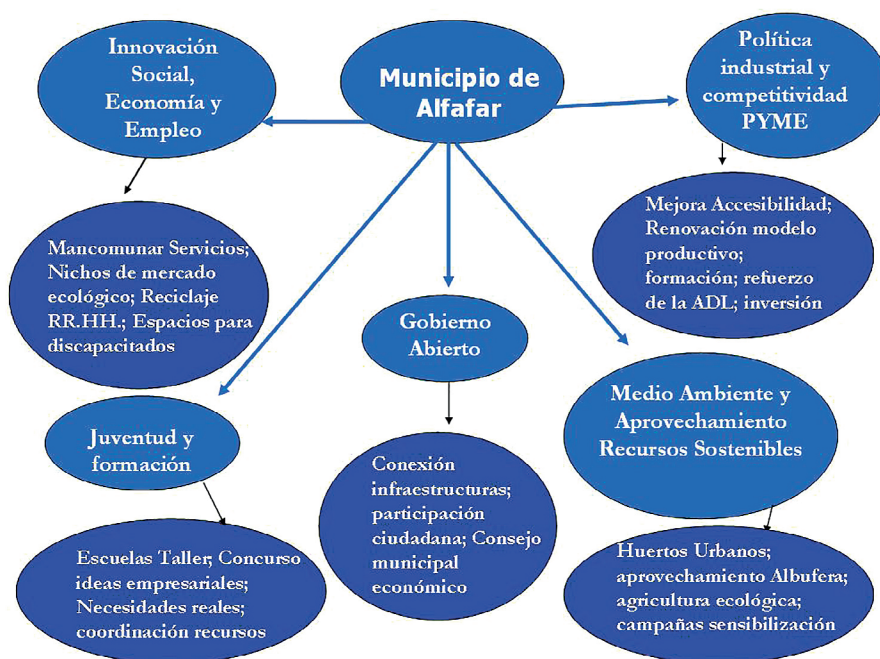 Innovación
Social,
Economía y
Empleo
Municipio de
Alfafar
Política
industrial y
competitividad
PYME
Mancomunar Servicios;
Nichos de mercado
ecológico; Reciclaje
RR.HH.; Espacios para
discapacitados
Mejora Accesibilidad;
Renovación modelo
productivo;
formación; refuerzo
de la ADL; inversión
Gobierno
Abierto
Juventud y
formación
Medio Ambiente y
Aprovechamiento
Recursos Sostenibles
Escuelas Taller; Concurso
ideas empresariales;
Necesidades reales;
coordinación recursos
Conexión
infraestructuras;
participación
ciudadana; Consejo
municipal
económico
Huertos Urbanos;
aprovechamiento Albufera;
agricultura ecológica;
campañas sensibilización